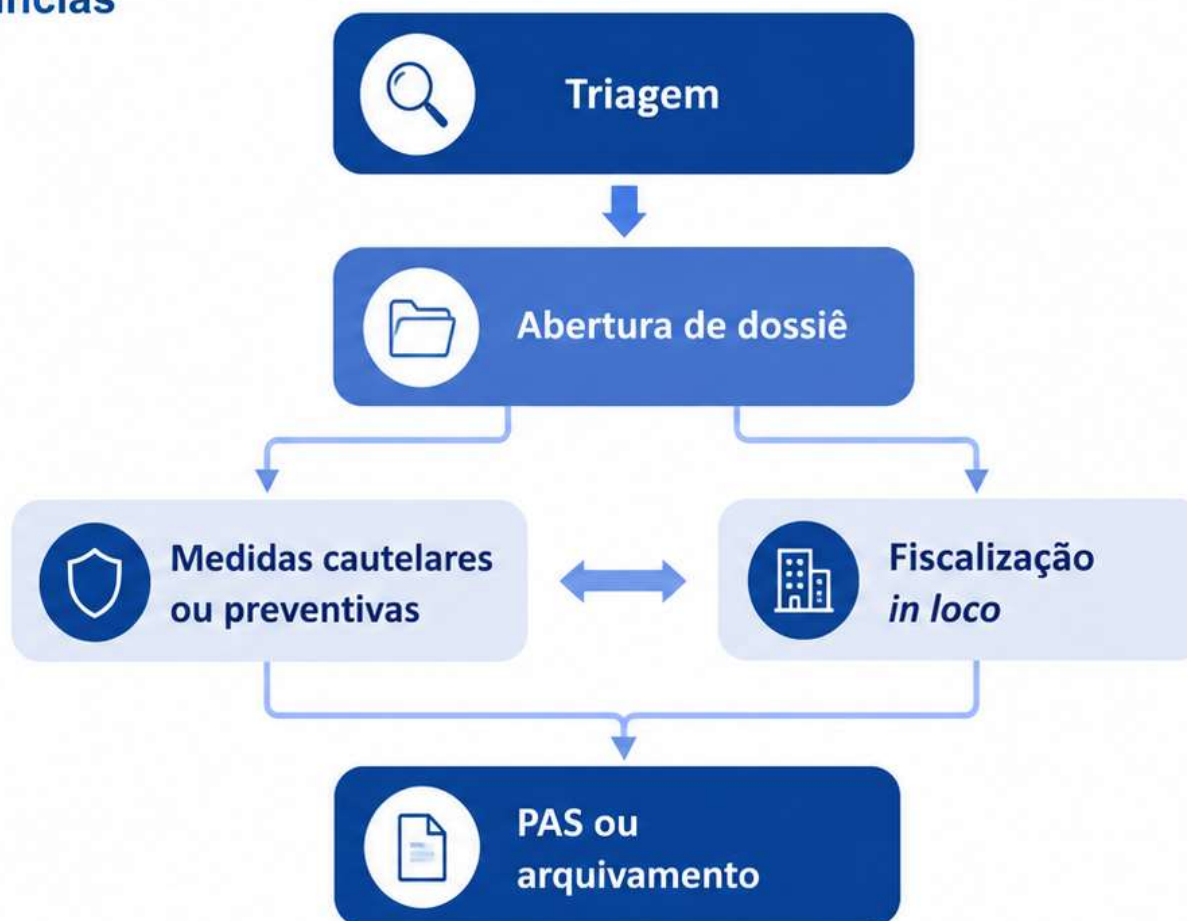 Triagem
Abertura de dossiê
Medidas cautelares
ou preventivas
Fiscalização
in loco
PAS ou
arquivamento